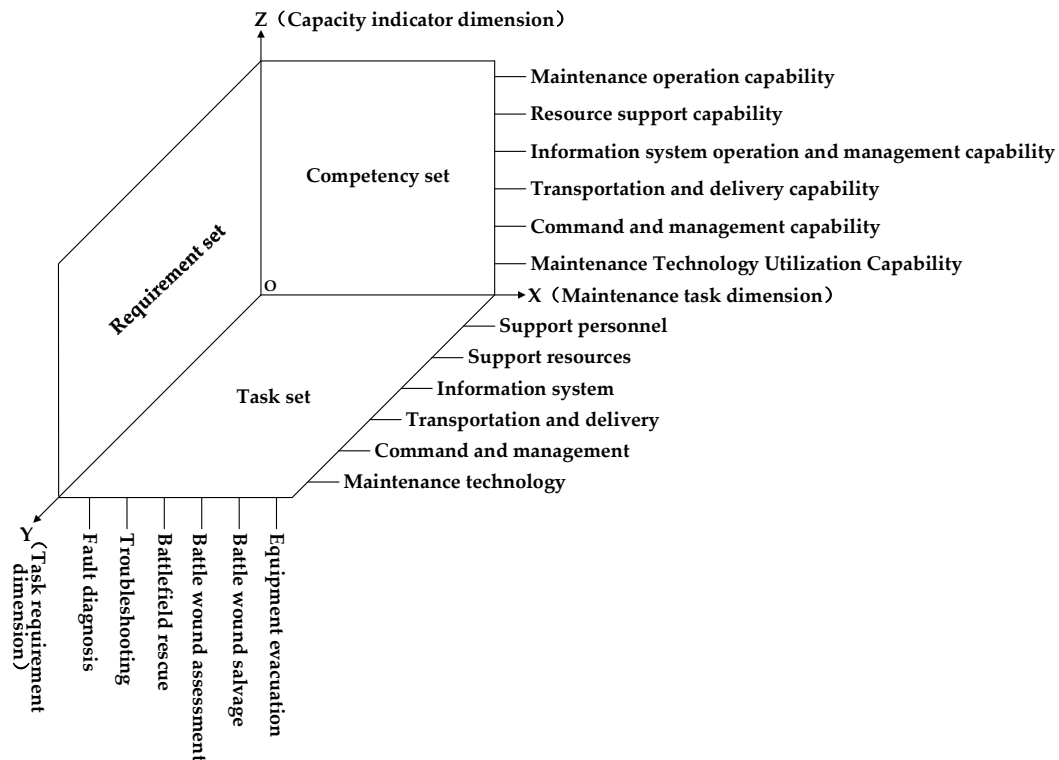 Z（Capacity indicator dimension）
Maintenance operation capability
Resource support capability
Information system operation and management capability
Transportation and delivery capability
Command and management capability
Maintenance Technology Utilization Capability
Competency set
Requirement set
O
X（Maintenance task dimension）
Support personnel
Support resources
Information system
Transportation and delivery
Command and management
Maintenance technology
Task set
Y（Task requirement
dimension）
Fault diagnosis
Troubleshooting
Battlefield rescue
Battle wound assessment
Battle wound salvage
Equipment evacuation